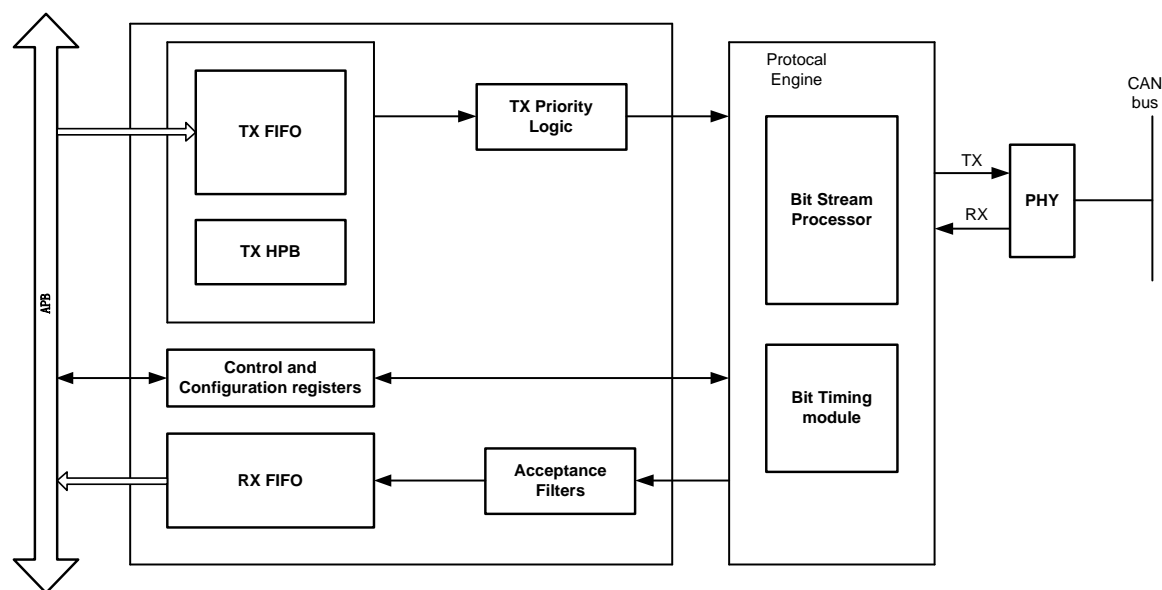 APB
TX FIFO
TX HPB
TX Priority
Logic
Control and
Configuration registers
RX FIFO
Acceptance
Filters
Protocal
Engine
Bit Stream
Processor
Bit Timing
module
TX
RX
PHY
CAN
bus